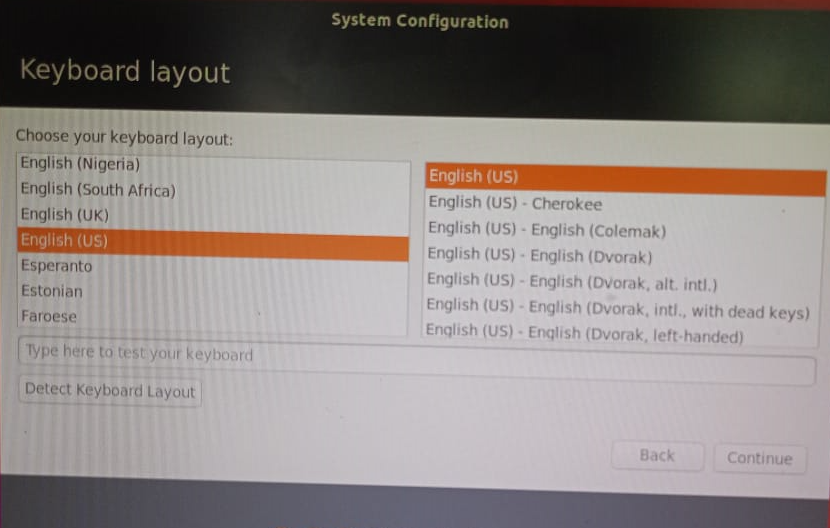 System Configuration
Keyboard layout
Choose your keyboard layout:
English (Nigeria)
English (South Africa)
English (UK)
English (US)
Esperanto
Estonian
Faroese
English (US)
English (US) - Cherokee
English (US) - English (Colemak)
English (US) - English (Dvorak)
English (US) - English (Dvorak, alt. intl.)
English (US) - English (Dvorak, intl., with dead keys)
English (US) - English (Dvorak, left-handed)
Type here to test your keyboard
Detect Keyboard Layout
Back
Continue